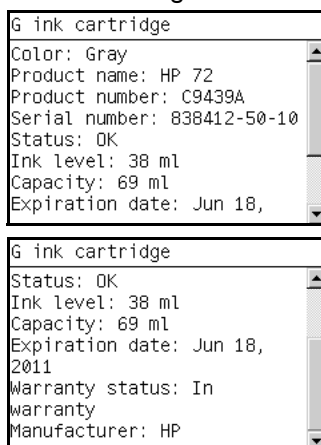 G ink cartridge
Color: Gray
Product name: HP 72
Product number: C9439A
Serial number: 838412-50-10
Status: OK
Ink level: 38 ml
Capacity: 69 ml
Expiration date: Jun 18,
G ink cartridge
Status: OK
Ink level: 38 ml
Capacity: 69 ml
Expiration date: Jun 18,
2011
Warranty status: In
warranty
Manufacturer: HP